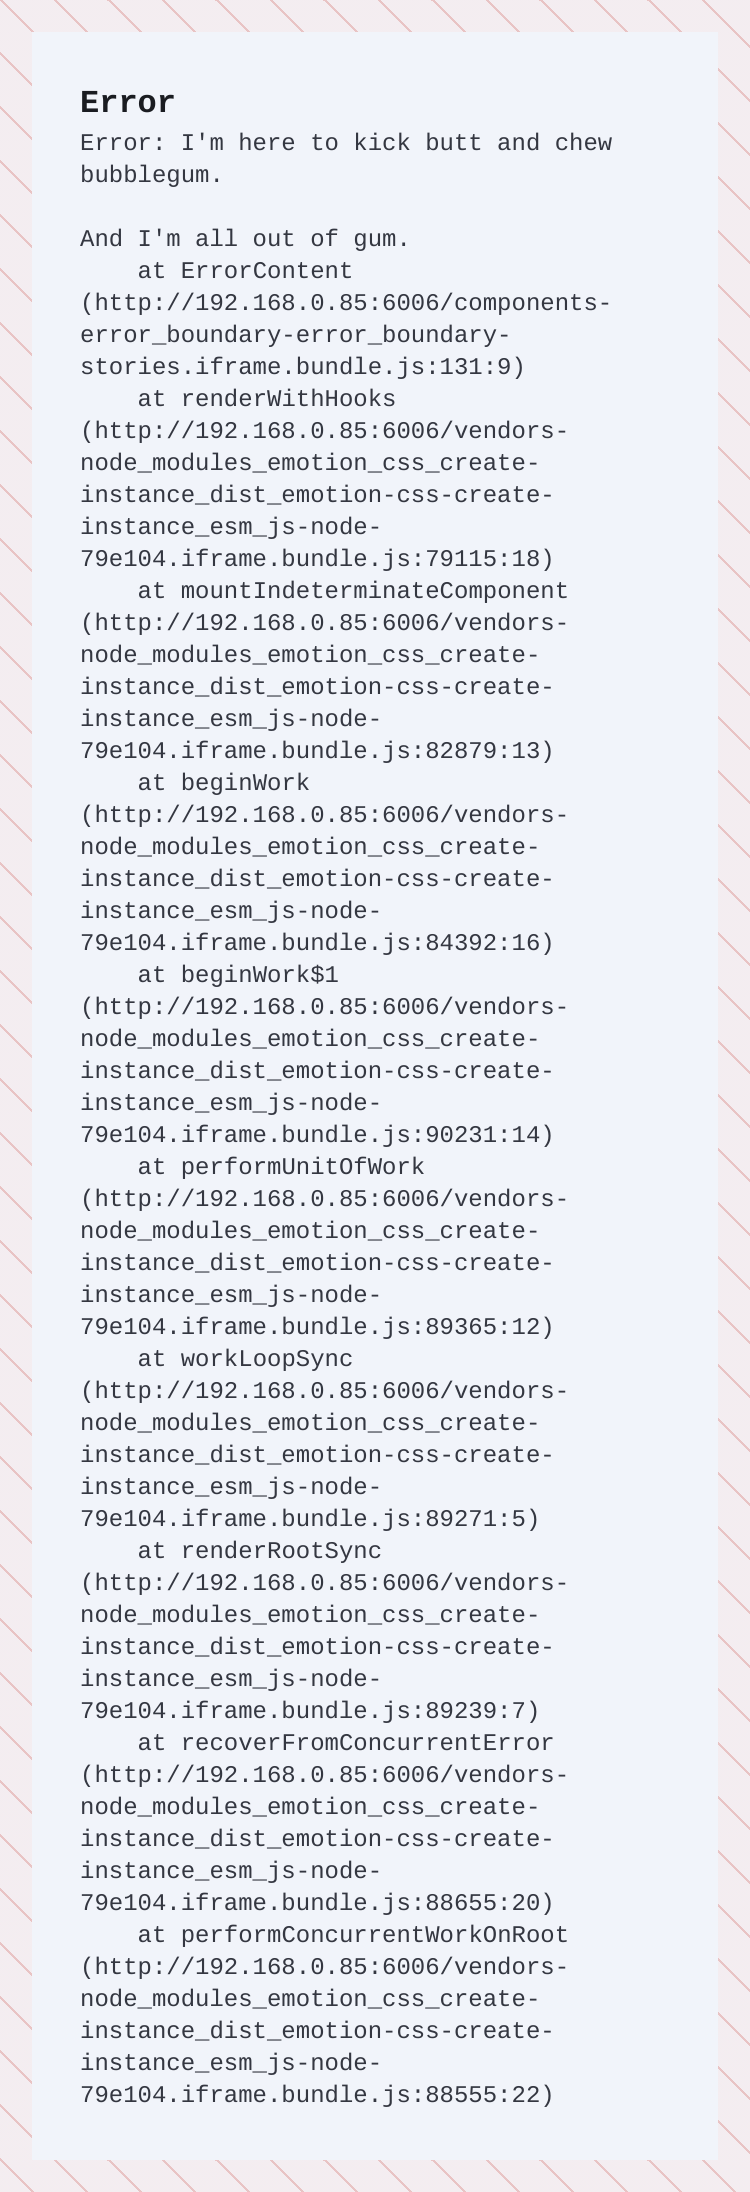 Error
Error: I'm here to kick butt and chew
bubblegum.

And I'm all out of gum.
    at ErrorContent
(http://192.168.0.85:6006/components-
error_boundary-error_boundary-
stories.iframe.bundle.js:131:9)
    at renderWithHooks
(http://192.168.0.85:6006/vendors-
node_modules_emotion_css_create-
instance_dist_emotion-css-create-
instance_esm_js-node-
79e104.iframe.bundle.js:79115:18)
    at mountIndeterminateComponent
(http://192.168.0.85:6006/vendors-
node_modules_emotion_css_create-
instance_dist_emotion-css-create-
instance_esm_js-node-
79e104.iframe.bundle.js:82879:13)
    at beginWork
(http://192.168.0.85:6006/vendors-
node_modules_emotion_css_create-
instance_dist_emotion-css-create-
instance_esm_js-node-
79e104.iframe.bundle.js:84392:16)
    at beginWork$1
(http://192.168.0.85:6006/vendors-
node_modules_emotion_css_create-
instance_dist_emotion-css-create-
instance_esm_js-node-
79e104.iframe.bundle.js:90231:14)
    at performUnitOfWork
(http://192.168.0.85:6006/vendors-
node_modules_emotion_css_create-
instance_dist_emotion-css-create-
instance_esm_js-node-
79e104.iframe.bundle.js:89365:12)
    at workLoopSync
(http://192.168.0.85:6006/vendors-
node_modules_emotion_css_create-
instance_dist_emotion-css-create-
instance_esm_js-node-
79e104.iframe.bundle.js:89271:5)
    at renderRootSync
(http://192.168.0.85:6006/vendors-
node_modules_emotion_css_create-
instance_dist_emotion-css-create-
instance_esm_js-node-
79e104.iframe.bundle.js:89239:7)
    at recoverFromConcurrentError
(http://192.168.0.85:6006/vendors-
node_modules_emotion_css_create-
instance_dist_emotion-css-create-
instance_esm_js-node-
79e104.iframe.bundle.js:88655:20)
    at performConcurrentWorkOnRoot
(http://192.168.0.85:6006/vendors-
node_modules_emotion_css_create-
instance_dist_emotion-css-create-
instance_esm_js-node-
79e104.iframe.bundle.js:88555:22)